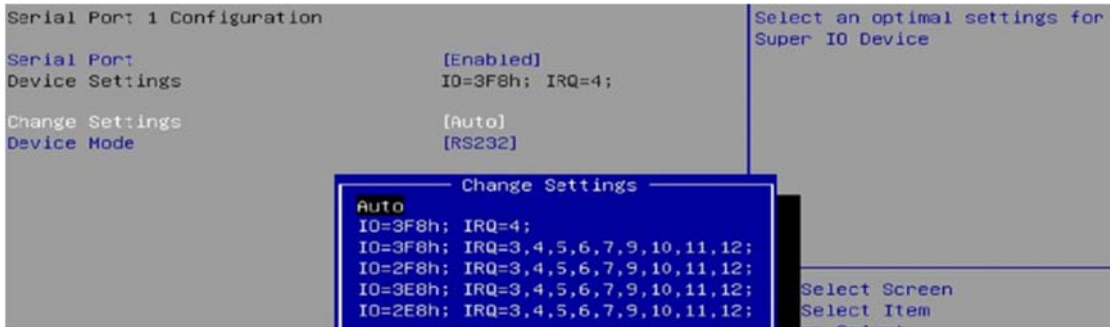 Serial Port 1 Configuration
Serial Port [Enabled]
Device Settings IO=3F8h; IRQ=4;
Change Settings [Auto]
Device Mode [RS232]
Select an optimal settings for
Super IO Device
Change Settings
Auto
IO=3F8h; IRQ=4;
IO=3F8h; IRQ=3,4,5,6,7,9,10,11,12;
IO=2F8h; IRQ=3,4,5,6,7,9,10,11,12;
IO=3E8h; IRQ=3,4,5,6,7,9,10,11,12;
IO=2E8h; IRQ=3,4,5,6,7,9,10,11,12;
Select Screen
Select Item